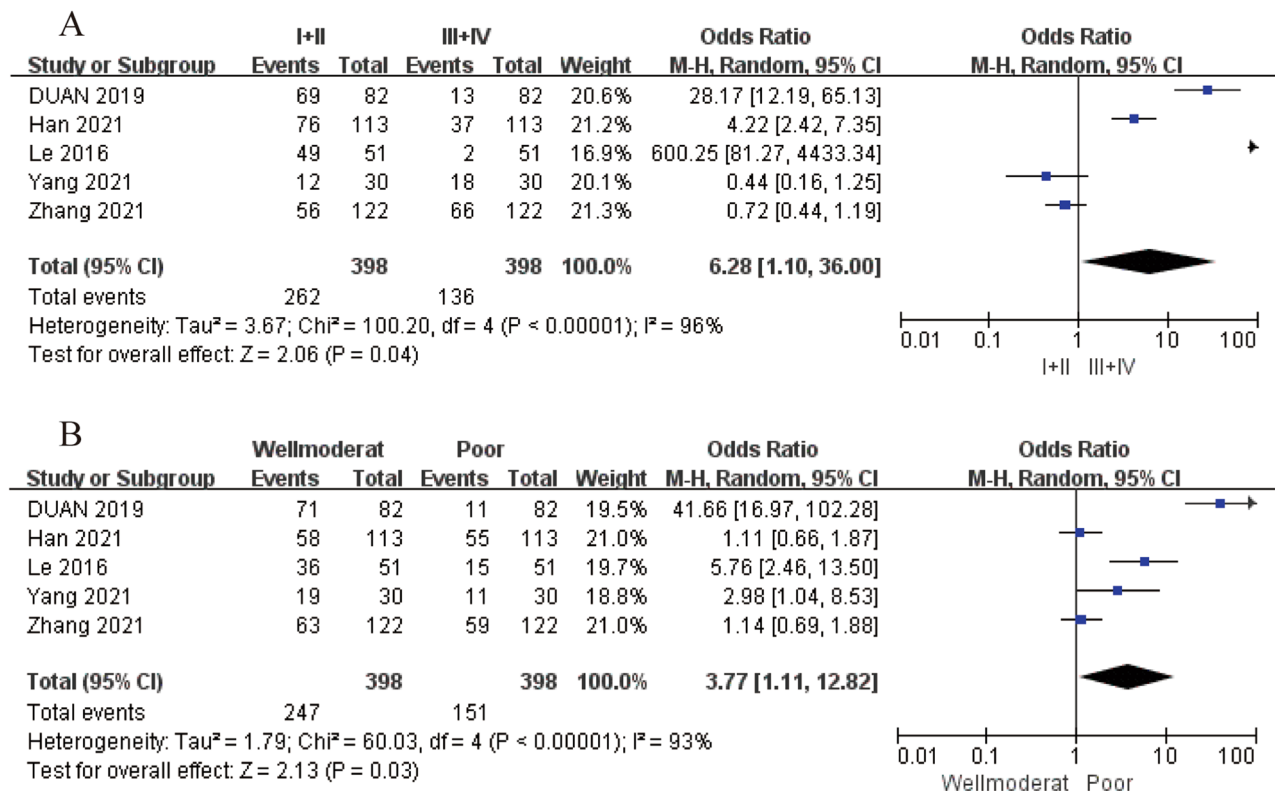 A
I+II III+IV Odds Ratio Odds Ratio
Study or Subgroup Events Total Events Total Weight M-H, Random, 95% CI M-H, Random, 95% CI
DUAN 2019 69 82 13 82 20.6% 28.17 [12.19, 65.13]
Han 2021 76 113 37 113 21.2% 4.22 [2.42, 7.35]
Le 2016 49 51 2 51 16.9% 600.25 [81.27, 4433.34]
Yang 2021 12 30 18 30 20.1% 0.44 [0.16, 1.25]
Zhang 2021 56 122 66 122 21.3% 0.72 [0.44, 1.19]
Total (95% CI) 398 398 100.0% 6.28 [1.10, 36.00]
Total events 262 136
Heterogeneity: Tau² = 3.67; Chi² = 100.20, df = 4 (P < 0.00001); I² = 96%
Test for overall effect: Z = 2.06 (P = 0.04)
0.01 0.1 1 10 100
I+II III+IV
B
Wellmoderat Poor Odds Ratio Odds Ratio
Study or Subgroup Events Total Events Total Weight M-H, Random, 95% CI M-H, Random, 95% CI
DUAN 2019 71 82 11 82 19.5% 41.66 [16.97, 102.28]
Han 2021 58 113 55 113 21.0% 1.11 [0.66, 1.87]
Le 2016 36 51 15 51 19.7% 5.76 [2.46, 13.50]
Yang 2021 19 30 11 30 18.8% 2.98 [1.04, 8.53]
Zhang 2021 63 122 59 122 21.0% 1.14 [0.69, 1.88]
Total (95% CI) 398 398 100.0% 3.77 [1.11, 12.82]
Total events 247 151
Heterogeneity: Tau² = 1.79; Chi² = 60.03, df = 4 (P < 0.00001); I² = 93%
Test for overall effect: Z = 2.13 (P = 0.03)
0.01 0.1 1 10 100
Wellmoderat Poor